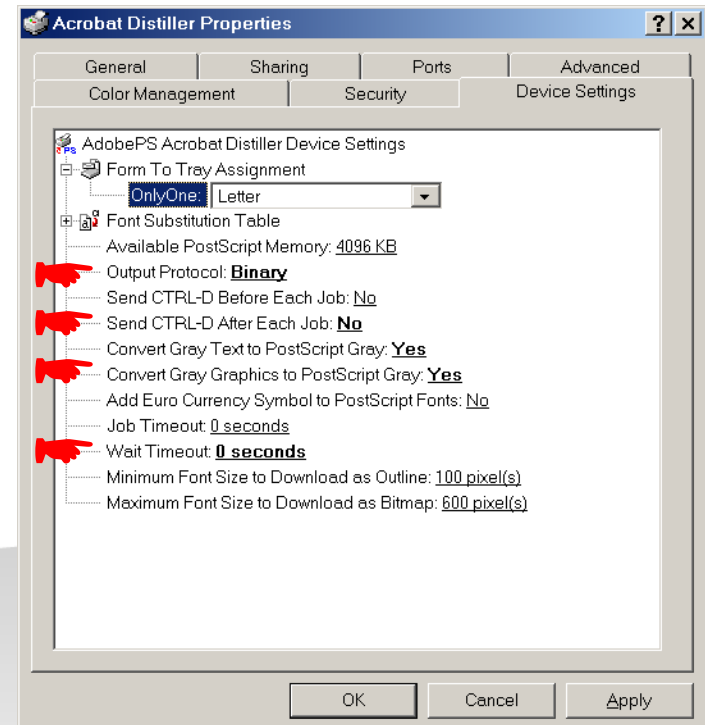 Acrobat Distiller Properties
General Sharing Ports Advanced
Color Management Security Device Settings
AdobePS Acrobat Distiller Device Settings
Form To Tray Assignment
OnlyOne: Letter
Font Substitution Table
Available PostScript Memory: 4096 KB
Output Protocol: Binary
Send CTRL-D Before Each Job: No
Send CTRL-D After Each Job: No
Convert Gray Text to PostScript Gray: Yes
Convert Gray Graphics to PostScript Gray: Yes
Add Euro Currency Symbol to PostScript Fonts: No
Job Timeout: 0 seconds
Wait Timeout: 0 seconds
Minimum Font Size to Download as Outline: 100 pixel(s)
Maximum Font Size to Download as Bitmap: 600 pixel(s)
OK Cancel Apply